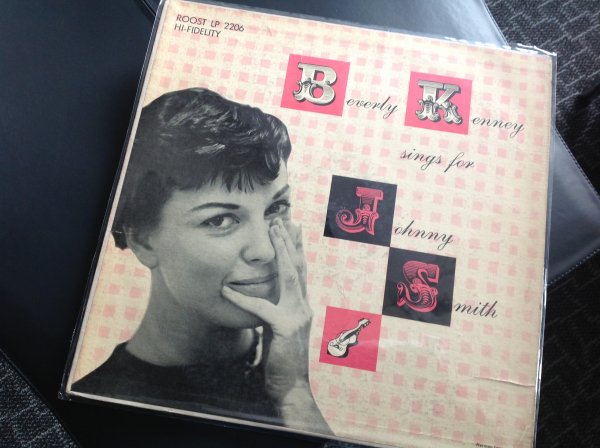 ROOST LP 2206
HI-FIDELITY
Beverly Kenney
sings for
Johnny
Smith